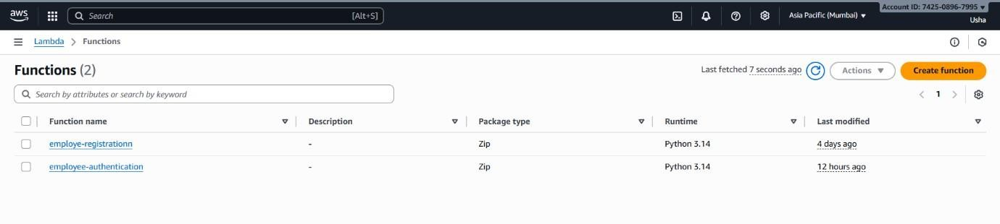 aws
Search [Alt+S]
Asia Pacific (Mumbai)
Account ID: 7425-0896-7995
Usha
Lambda Functions
Functions (2)
Last fetched 7 seconds ago
Actions
Create function
Search by attributes or search by keyword
1
Function name Description Package type Runtime Last modified
employe-registrationn - Zip Python 3.14 4 days ago
employee-authentication - Zip Python 3.14 12 hours ago